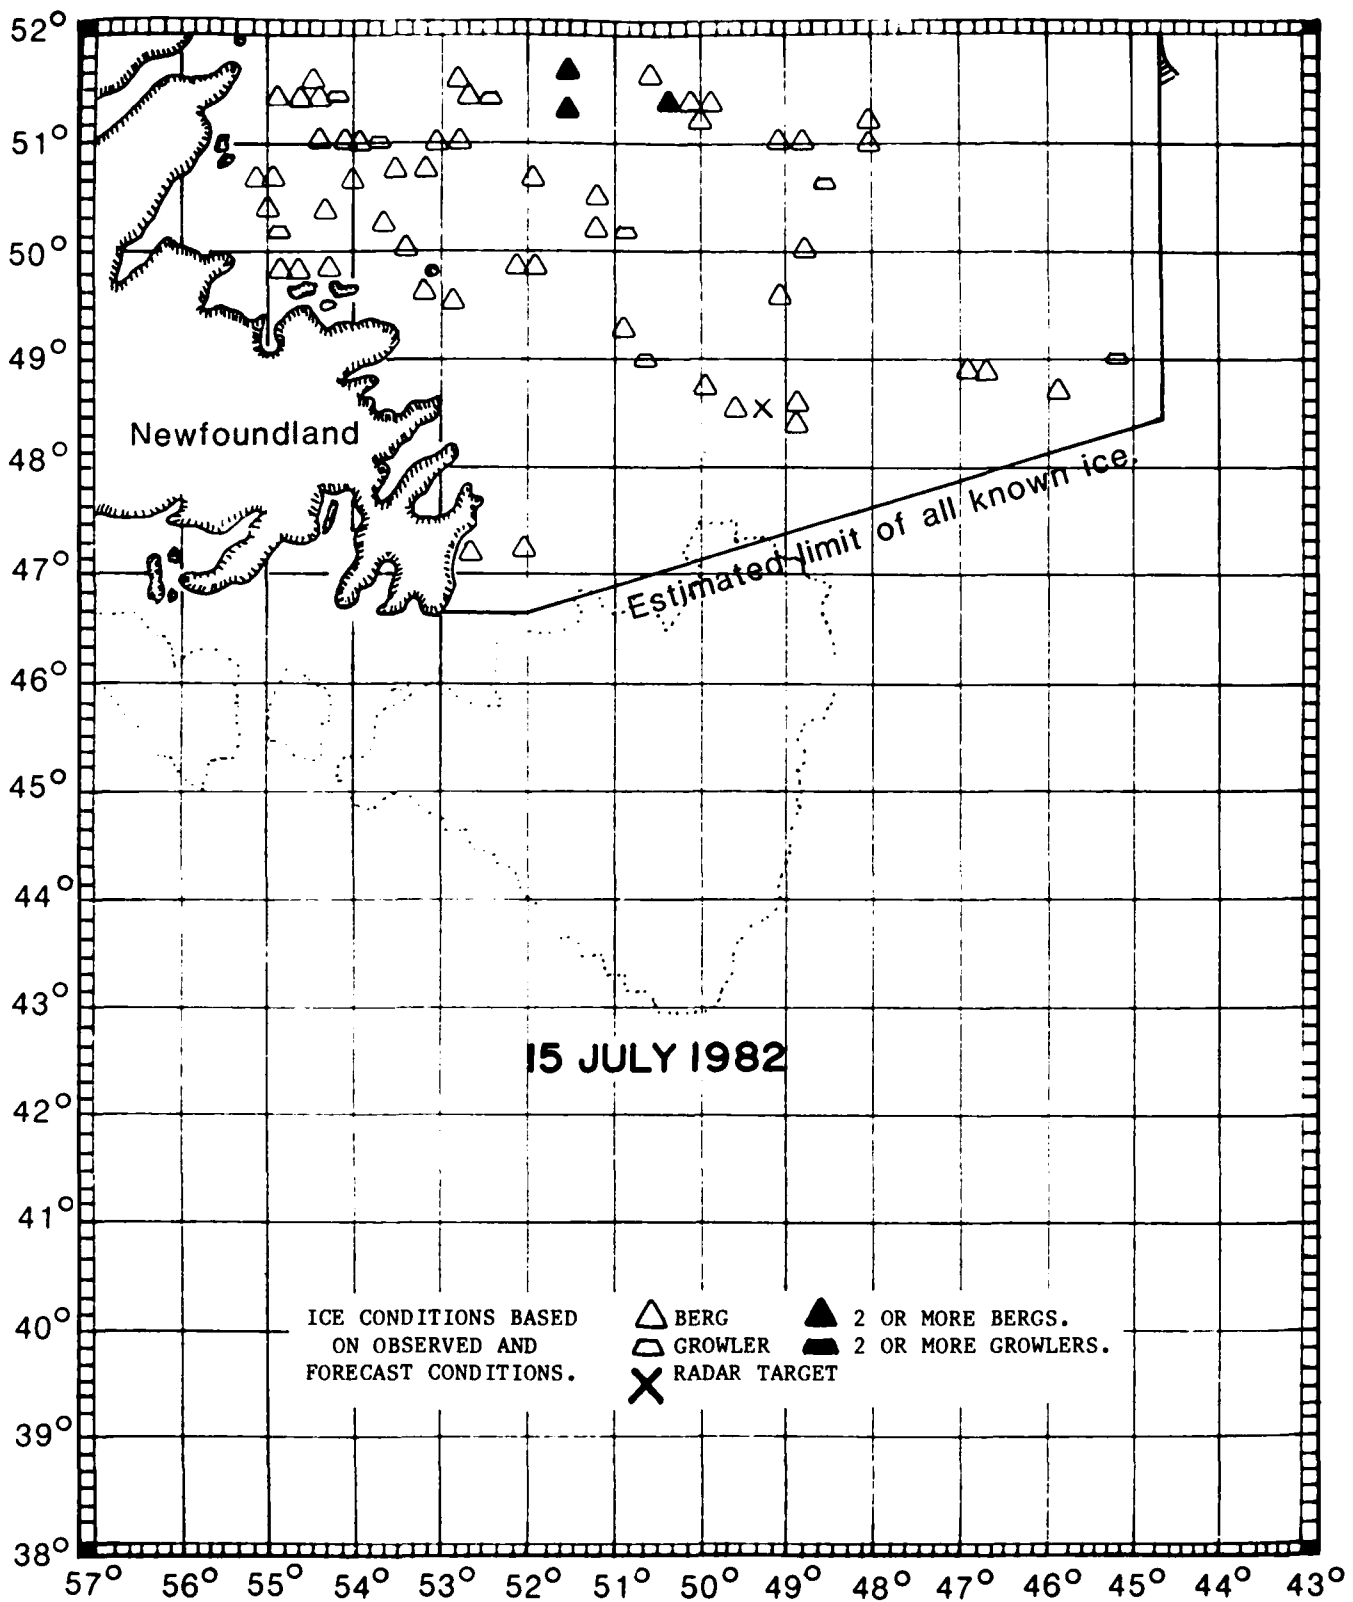 52°
51°
50°
49°
Newfoundland
48°
Estimated limit of all known ice.
47°
46°
45°
44°
43°
15 JULY 1982
42°
41°
40°
ICE CONDITIONS BASED
ON OBSERVED AND
FORECAST CONDITIONS.
BERG
2 OR MORE BERGS.
GROWLER
2 OR MORE GROWLERS.
RADAR TARGET
39°
38°
57° 56° 55° 54° 53° 52° 51° 50° 49° 48° 47° 46° 45° 44° 43°